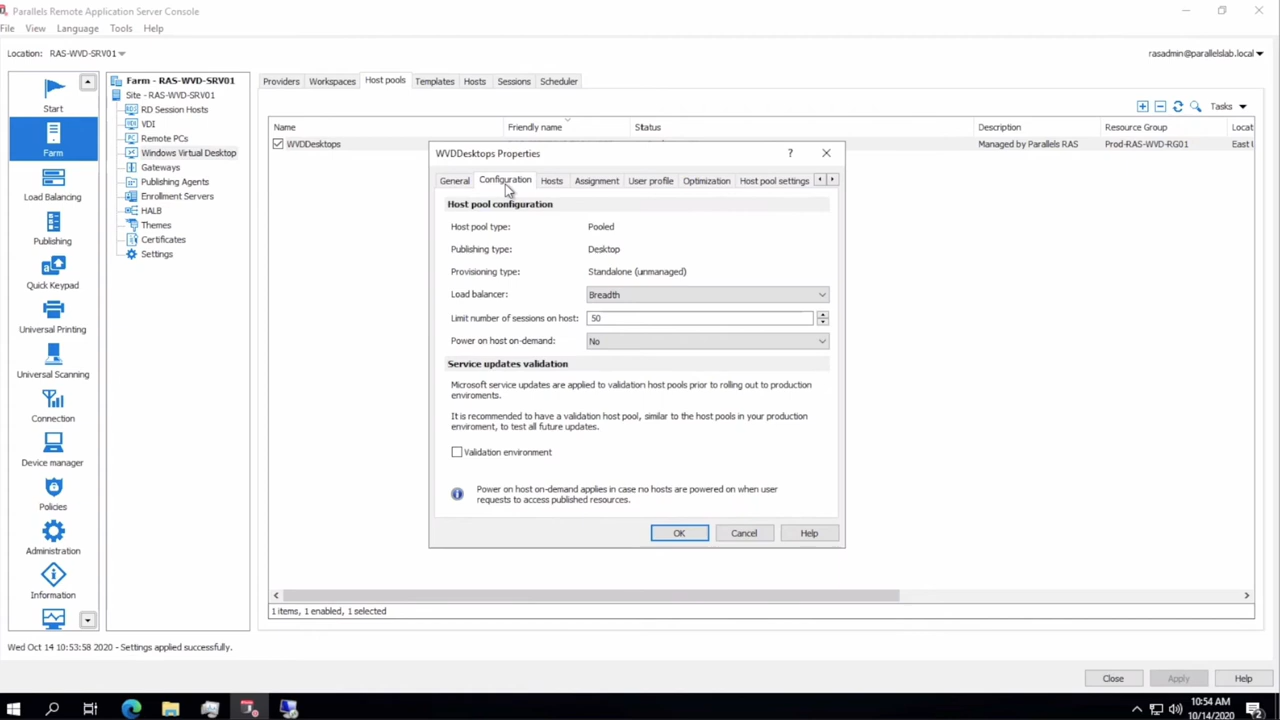 Parallels Remote Application Server Console
File View Language Tools Help
Location: RAS-WVD-SRV01
rasadmin@parallelslab.local
Start
Farm
Load Balancing
Publishing
Quick Keypad
Universal Printing
Universal Scanning
Connection
Device manager
Policies
Administration
Information
Farm - RAS-WVD-SRV01
Site - RAS-WVD-SRV01
RD Session Hosts
VDI
Remote PCs
Windows Virtual Desktop
Gateways
Publishing Agents
Enrollment Servers
HALB
Themes
Certificates
Settings
Providers Workspaces Host pools Templates Hosts Sessions Scheduler
Tasks
Name Friendly name Status Description Resource Group Locat
WVDDesktops Managed by Parallels RAS Prod-RAS-WVD-RG01 East U
WVDDesktops Properties
General Configuration Hosts Assignment User profile Optimization Host pool settings
Host pool configuration
Host pool type: Pooled
Publishing type: Desktop
Provisioning type: Standalone (unmanaged)
Load balancer: Breadth
Limit number of sessions on host: 50
Power on host on-demand: No
Service updates validation
Microsoft service updates are applied to validation host pools prior to rolling out to production
enviroments.
It is recommended to have a validation host pool, similar to the host pools in your production
enviroment, to test all future updates.
Validation environment
Power on host on-demand applies in case no hosts are powered on when user
requests to access published resources.
OK Cancel Help
1 items, 1 enabled, 1 selected
Wed Oct 14 10:53:58 2020 - Settings applied successfully.
Close Apply Help
10:54 AM
10/14/2020
2